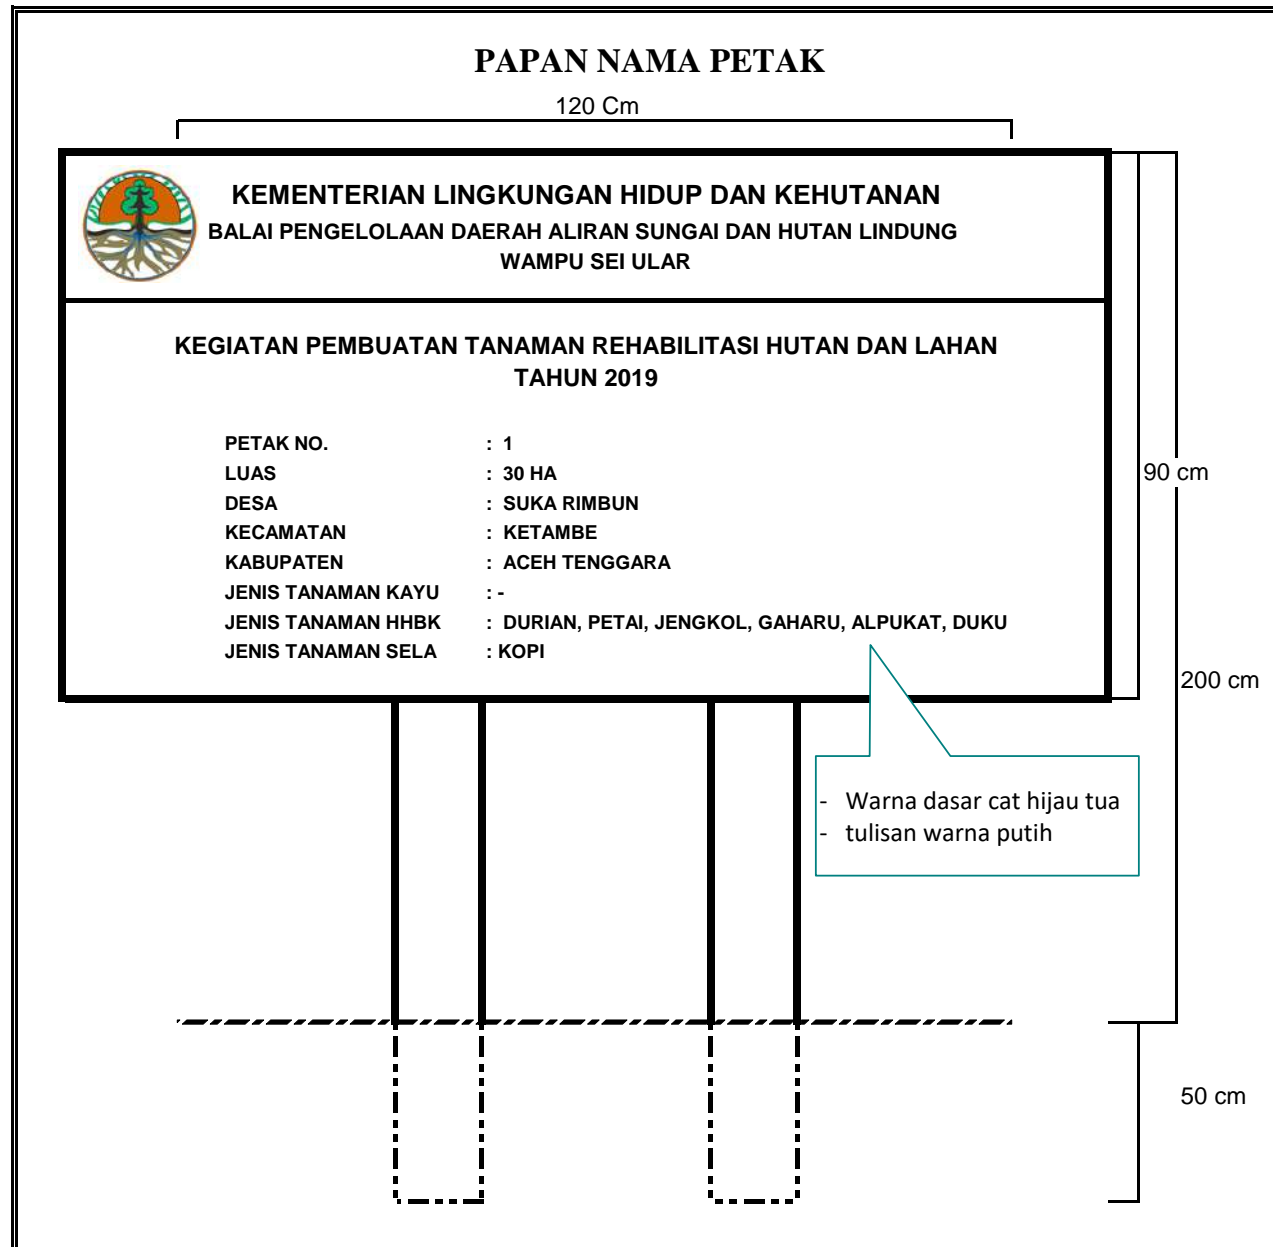 PAPAN NAMA PETAK
120 Cm
KEMENTERIAN LINGKUNGAN HIDUP DAN KEHUTANAN
BALAI PENGELOLAAN DAERAH ALIRAN SUNGAI DAN HUTAN LINDUNG
WAMPU SEI ULAR
KEGIATAN PEMBUATAN TANAMAN REHABILITASI HUTAN DAN LAHAN
TAHUN 2019
PETAK NO. : 1
LUAS : 30 HA
DESA : SUKA RIMBUN
KECAMATAN : KETAMBE
KABUPATEN : ACEH TENGGARA
JENIS TANAMAN KAYU : -
JENIS TANAMAN HHBK : DURIAN, PETAI, JENGKOL, GAHARU, ALPUKAT, DUKU
JENIS TANAMAN SELA : KOPI
90 cm
200 cm
- Warna dasar cat hijau tua
- tulisan warna putih
50 cm